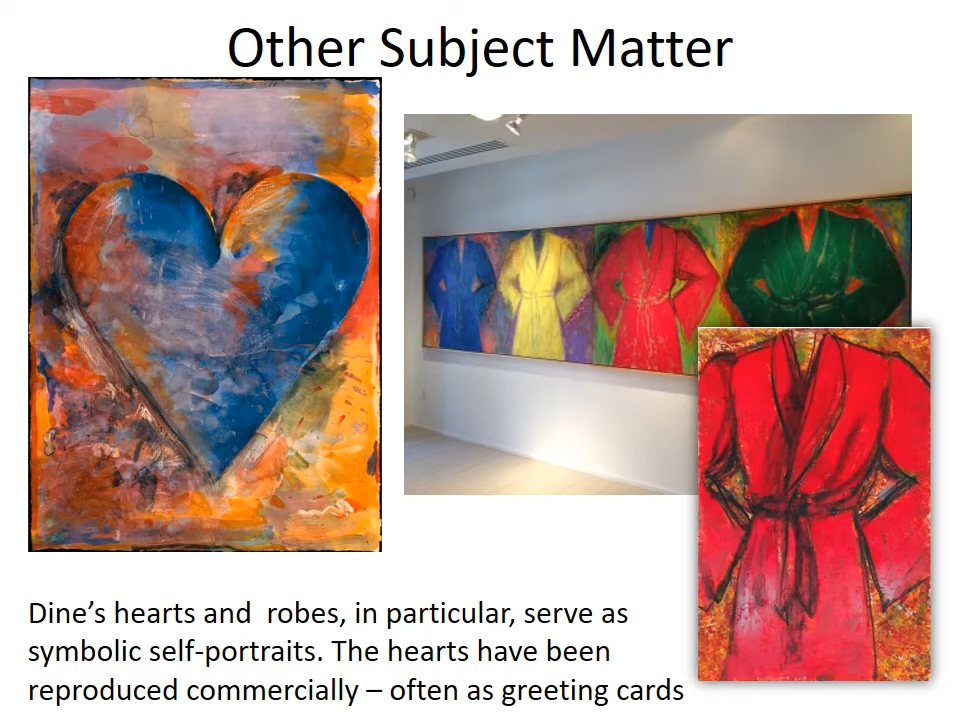 Other Subject Matter
Dine’s hearts and  robes, in particular, serve as
symbolic self-portraits. The hearts have been
reproduced commercially – often as greeting cards